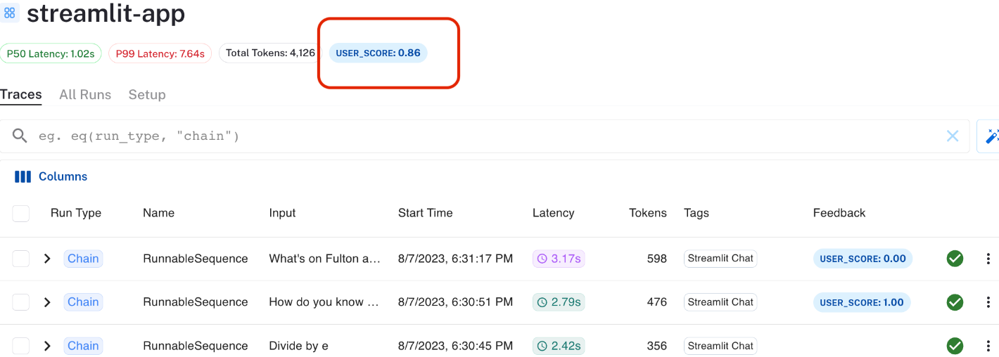 streamlit-app
P50 Latency: 1.02s P99 Latency: 7.64s Total Tokens: 4,126 USER_SCORE: 0.86
Traces All Runs Setup
eg. eq(run_type, "chain")
Columns
Run Type Name Input Start Time Latency Tokens Tags Feedback
Chain RunnableSequence What's on Fulton a... 8/7/2023, 6:31:17 PM 3.17s 598 Streamlit Chat USER_SCORE: 0.00
Chain RunnableSequence How do you know ... 8/7/2023, 6:30:51 PM 2.79s 476 Streamlit Chat USER_SCORE: 1.00
Chain RunnableSequence Divide by e 8/7/2023, 6:30:45 PM 2.42s 356 Streamlit Chat